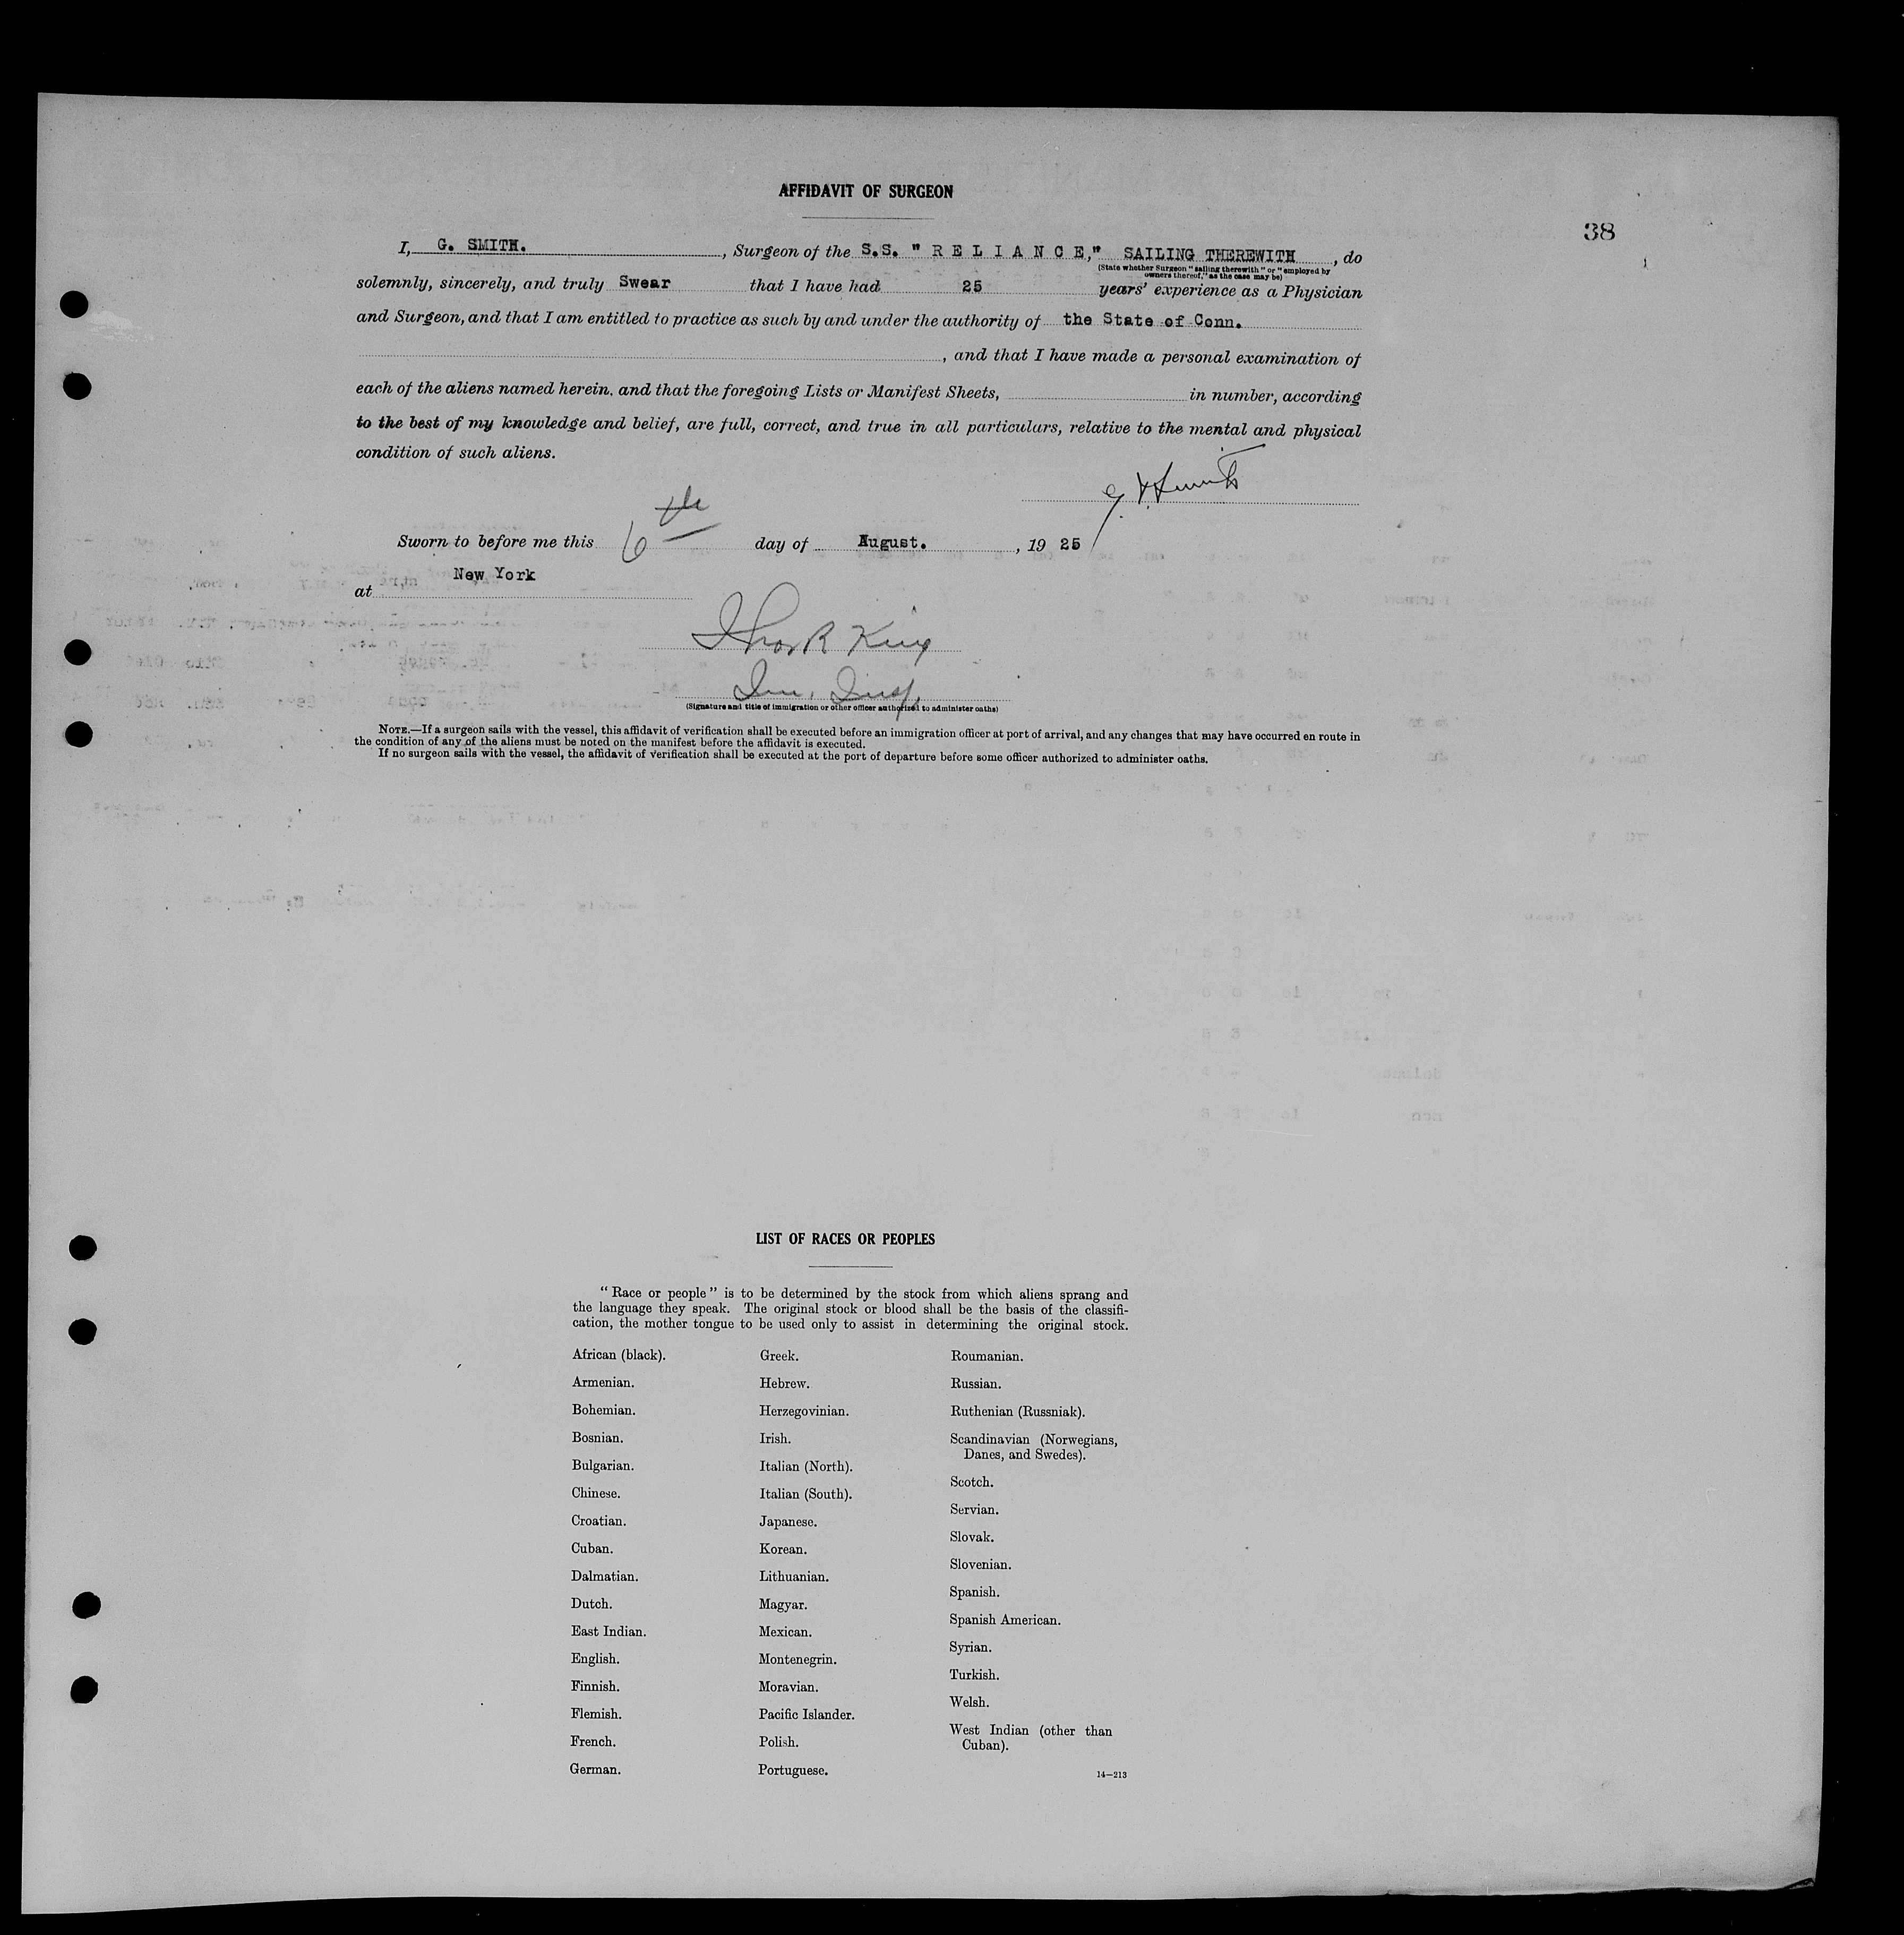 AFFIDAVIT OF SURGEON
38
I, G. SMITH. , Surgeon of the S.S. " R E L I A N C E," SAILING THEREWITH , do
(State whether Surgeon "sailing therewith" or "employed by
owners thereof," as the case may be)
solemnly, sincerely, and truly Swear that I have had 25 years' experience as a Physician
and Surgeon, and that I am entitled to practice as such by and under the authority of the State of Conn.
, and that I have made a personal examination of
each of the aliens named herein, and that the foregoing Lists or Manifest Sheets, in number, according
to the best of my knowledge and belief, are full, correct, and true in all particulars, relative to the mental and physical
condition of such aliens.
Smith
Sworn to before me this 6th day of August. , 19 25
at New York
Thos R King
Im. Insp.
(Signature and title of immigration or other officer authorized to administer oaths)
NOTE.—If a surgeon sails with the vessel, this affidavit of verification shall be executed before an immigration officer at port of arrival, and any changes that may have occurred en route in
the condition of any of the aliens must be noted on the manifest before the affidavit is executed.
If no surgeon sails with the vessel, the affidavit of verification shall be executed at the port of departure before some officer authorized to administer oaths.
LIST OF RACES OR PEOPLES
"Race or people" is to be determined by the stock from which aliens sprang and
the language they speak. The original stock or blood shall be the basis of the classifi-
cation, the mother tongue to be used only to assist in determining the original stock.
African (black).
Armenian.
Bohemian.
Bosnian.
Bulgarian.
Chinese.
Croatian.
Cuban.
Dalmatian.
Dutch.
East Indian.
English.
Finnish.
Flemish.
French.
German.
Greek.
Hebrew.
Herzegovinian.
Irish.
Italian (North).
Italian (South).
Japanese.
Korean.
Lithuanian.
Magyar.
Mexican.
Montenegrin.
Moravian.
Pacific Islander.
Polish.
Portuguese.
Roumanian.
Russian.
Ruthenian (Russniak).
Scandinavian (Norwegians,
Danes, and Swedes).
Scotch.
Servian.
Slovak.
Slovenian.
Spanish.
Spanish American.
Syrian.
Turkish.
Welsh.
West Indian (other than
Cuban).
14—213